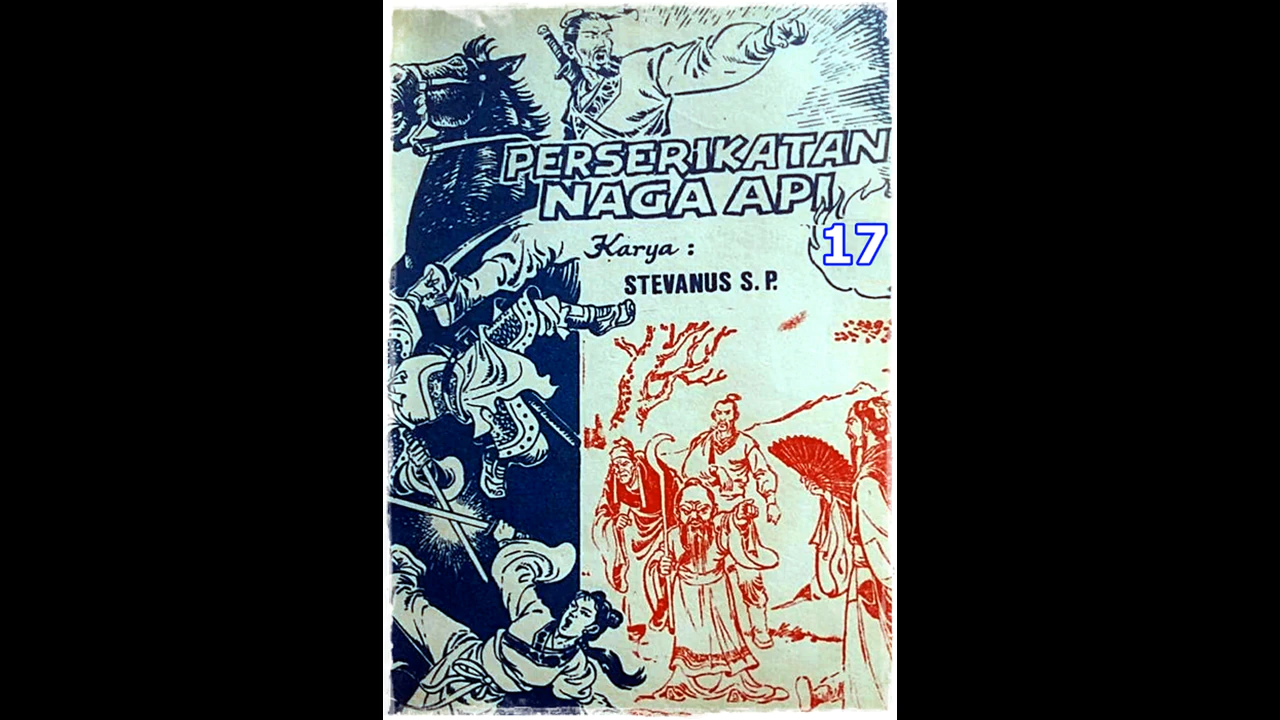 PERSERIKATAN
NAGA API
17
Karya :
STEVANUS S. P.